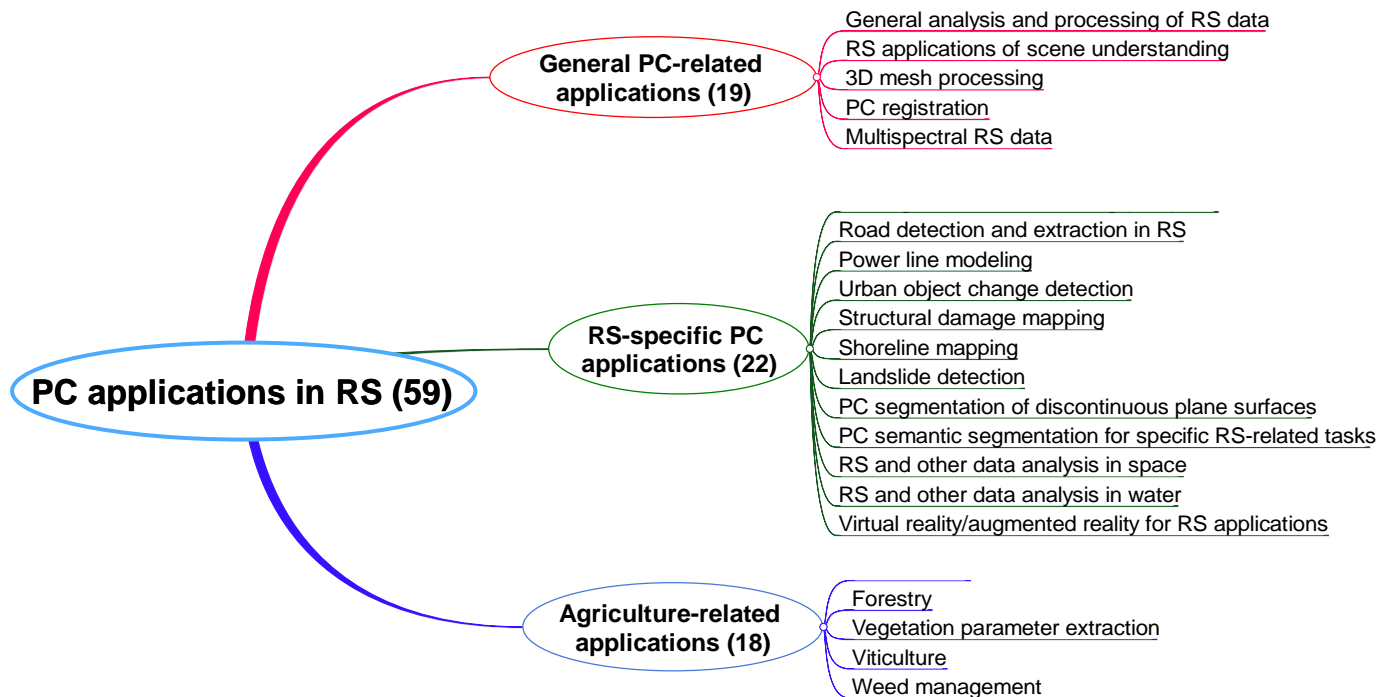 General analysis and processing of RS data
RS applications of scene understanding
3D mesh processing
PC registration
Multispectral RS data
General PC-related
applications (19)
Road detection and extraction in RS
Power line modeling
Urban object change detection
Structural damage mapping
Shoreline mapping
Landslide detection
PC segmentation of discontinuous plane surfaces
PC semantic segmentation for specific RS-related tasks
RS and other data analysis in space
RS and other data analysis in water
Virtual reality/augmented reality for RS applications
RS-specific PC
applications (22)
PC applications in RS (59)
Forestry
Vegetation parameter extraction
Viticulture
Weed management
Agriculture-related
applications (18)